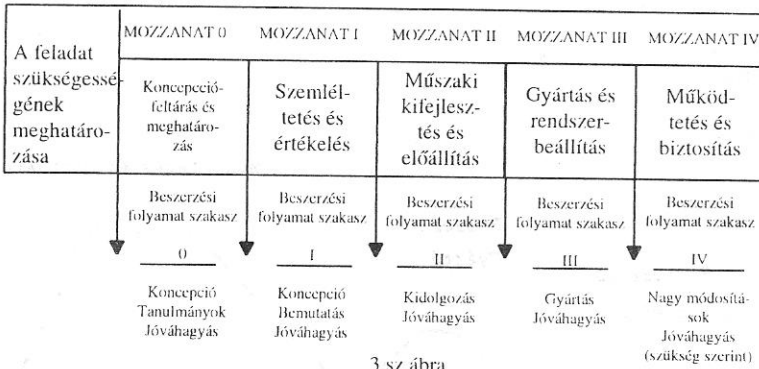 A feladat
szükségessé-
gének
meghatáro-
zása
MOZZANAT 0
Koncepció-
feltárás és
meghatáro-
zás
MOZZANAT I
Szemlél-
tetés és
értékelés
MOZZANAT II
Műszaki
kifejlesz-
tés és
előállítás
MOZZANAT III
Gyártás és
rendszer-
beállítás
MOZZANAT IV
Működ-
tetés és
biztosítás
Beszerzési
folyamat szakasz
0
Koncepció
Tanulmányok
Jóváhagyás
Beszerzési
folyamat szakasz
I
Koncepció
Bemutatás
Jóváhagyás
Beszerzési
folyamat szakasz
II
Kidolgozás
Jóváhagyás
Beszerzési
folyamat szakasz
III
Gyártás
Jóváhagyás
Beszerzési
folyamat szakasz
IV
Nagy módosítá-
sok
Jóváhagyás
(szükség szerint)
3 sz ábra